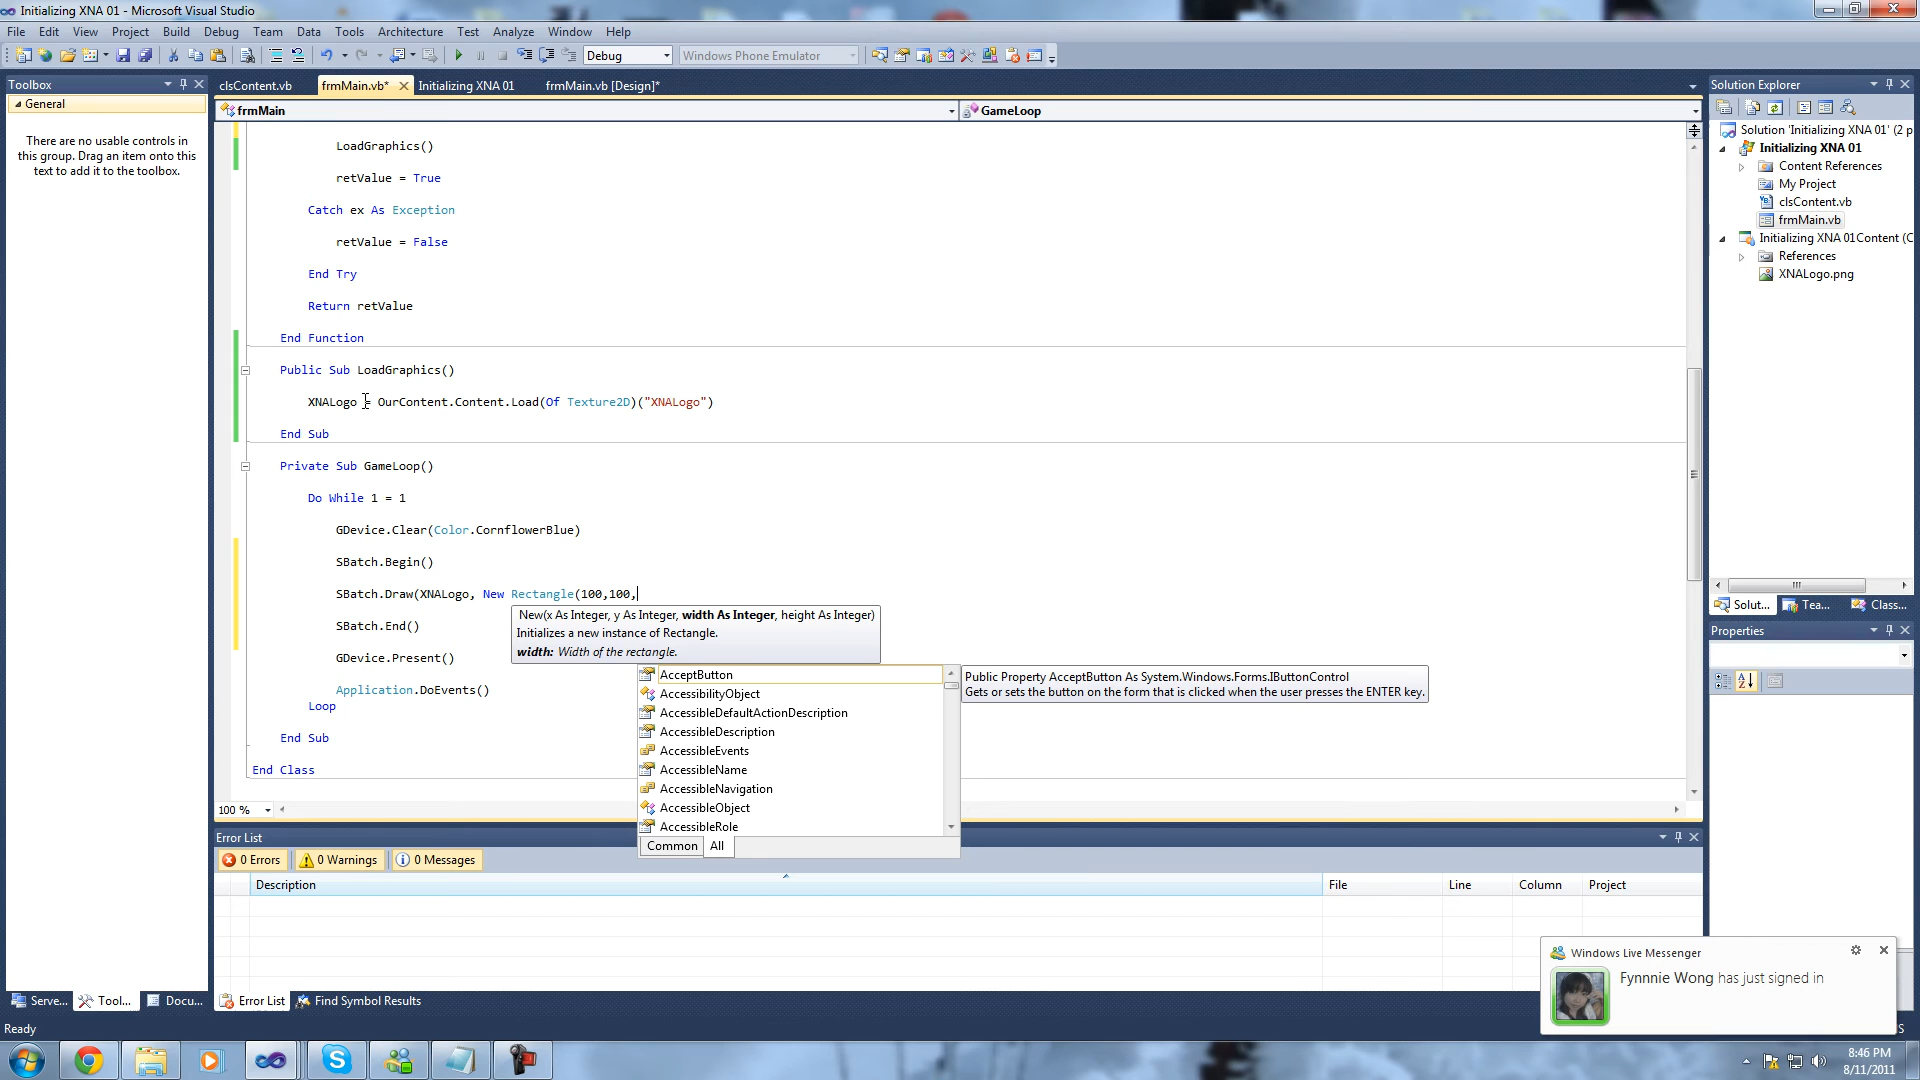 Initializing XNA 01 - Microsoft Visual Studio
File Edit View Project Build Debug Team Data Tools Architecture Test Analyze Window Help
Debug Windows Phone Emulator
Toolbox
General
There are no usable controls in
this group. Drag an item onto this
text to add it to the toolbox.
clsContent.vb frmMain.vb* Initializing XNA 01 frmMain.vb [Design]*
frmMain GameLoop
LoadGraphics()
retValue = True
Catch ex As Exception
retValue = False
End Try
Return retValue
End Function
Public Sub LoadGraphics()
XNALogo = OurContent.Content.Load(Of Texture2D)("XNALogo")
End Sub
Private Sub GameLoop()
Do While 1 = 1
GDevice.Clear(Color.CornflowerBlue)
SBatch.Begin()
SBatch.Draw(XNALogo, New Rectangle(100,100,
New(x As Integer, y As Integer, width As Integer, height As Integer)
Initializes a new instance of Rectangle.
width: Width of the rectangle.
SBatch.End()
GDevice.Present()
Application.DoEvents()
Loop
End Sub
End Class
AcceptButton
AccessibilityObject
AccessibleDefaultActionDescription
AccessibleDescription
AccessibleEvents
AccessibleName
AccessibleNavigation
AccessibleObject
AccessibleRole
Common All
Public Property AcceptButton As System.Windows.Forms.IButtonControl
Gets or sets the button on the form that is clicked when the user presses the ENTER key.
100 %
Error List
0 Errors 0 Warnings 0 Messages
Description File Line Column Project
Serve... Tool... Docu... Error List Find Symbol Results
Ready
Solution Explorer
Solution 'Initializing XNA 01' (2 p
Initializing XNA 01
Content References
My Project
clsContent.vb
frmMain.vb
Initializing XNA 01Content (C
References
XNALogo.png
Solut... Tea... Class...
Properties
Windows Live Messenger
Fynnnie Wong has just signed in
8:46 PM
8/11/2011